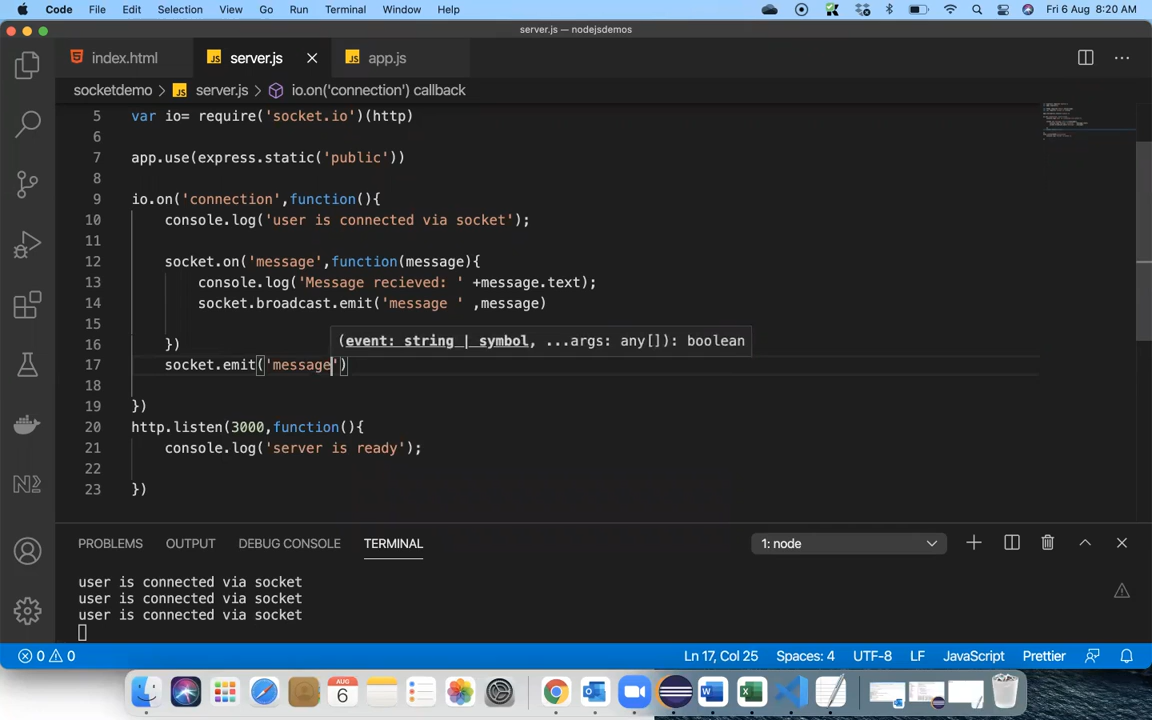 Code File Edit Selection View Go Run Terminal Window Help Fri 6 Aug 8:20 AM
server.js — nodejsdemos
index.html server.js app.js
socketdemo > server.js > io.on('connection') callback
5 var io= require('socket.io')(http)
6
7 app.use(express.static('public'))
8
9 io.on('connection',function(){
10 console.log('user is connected via socket');
11
12 socket.on('message',function(message){
13 console.log('Message recieved: ' +message.text);
14 socket.broadcast.emit('message ' ,message)
15
(event: string | symbol, ...args: any[]): boolean
16 })
17 socket.emit('message')
18
19 })
20 http.listen(3000,function(){
21 console.log('server is ready');
22
23 })
PROBLEMS OUTPUT DEBUG CONSOLE TERMINAL 1: node
user is connected via socket
user is connected via socket
user is connected via socket
0 0 Ln 17, Col 25 Spaces: 4 UTF-8 LF JavaScript Prettier
AUG
6